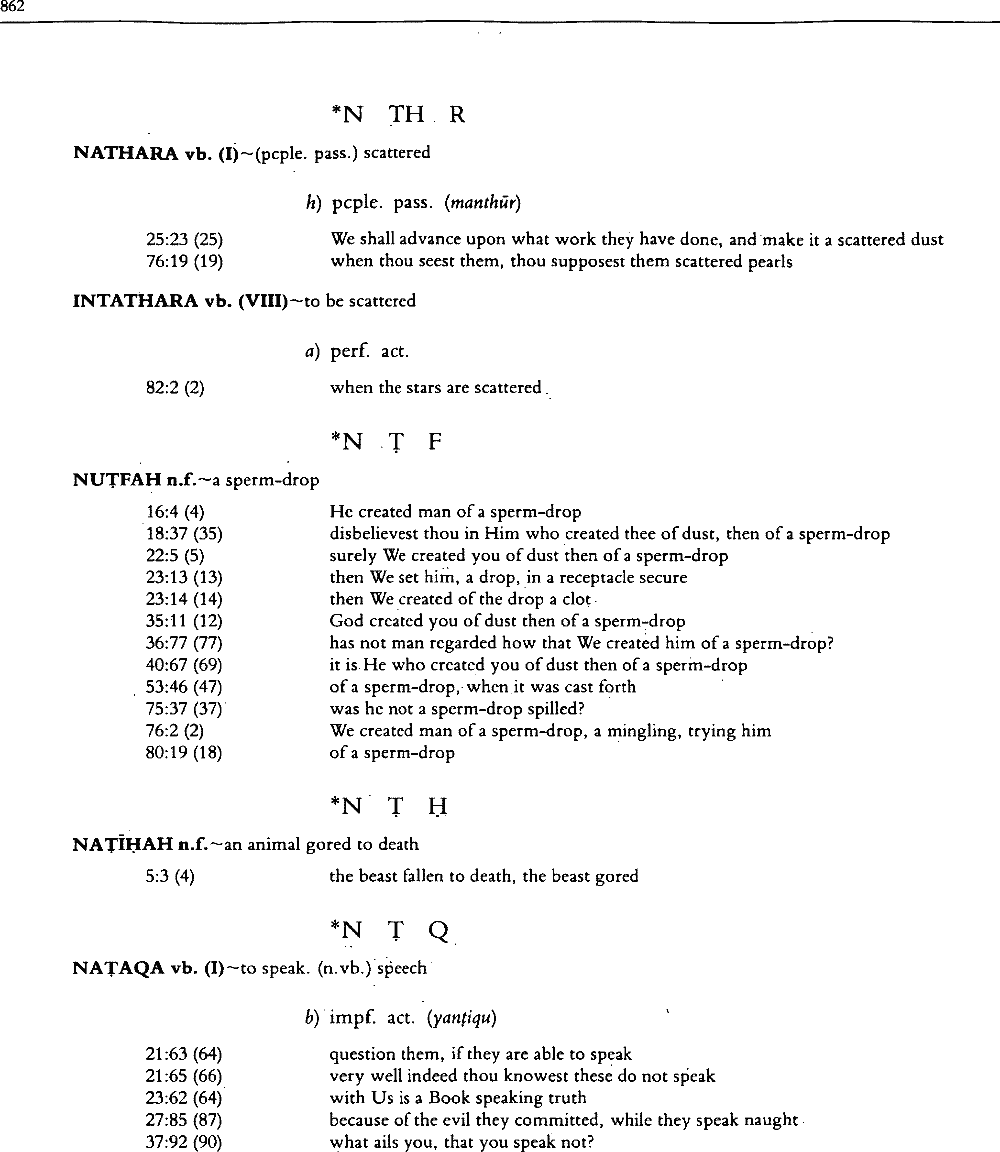 862
*N TH R
NATHARA vb. (I)~(pcple. pass.) scattered
h) pcple. pass. (manthūr)
25:23 (25) We shall advance upon what work they have done, and make it a scattered dust
76:19 (19) when thou seest them, thou supposest them scattered pearls
INTATHARA vb. (VIII)~to be scattered
a) perf. act.
82:2 (2) when the stars are scattered
*N Ṭ F
NUṬFAH n.f.~a sperm-drop
16:4 (4) He created man of a sperm-drop
18:37 (35) disbelievest thou in Him who created thee of dust, then of a sperm-drop
22:5 (5) surely We created you of dust then of a sperm-drop
23:13 (13) then We set him, a drop, in a receptacle secure
23:14 (14) then We created of the drop a clot
35:11 (12) God created you of dust then of a sperm-drop
36:77 (77) has not man regarded how that We created him of a sperm-drop?
40:67 (69) it is He who created you of dust then of a sperm-drop
53:46 (47) of a sperm-drop, when it was cast forth
75:37 (37) was he not a sperm-drop spilled?
76:2 (2) We created man of a sperm-drop, a mingling, trying him
80:19 (18) of a sperm-drop
*N Ṭ Ḥ
NAṬĪḤAH n.f.~an animal gored to death
5:3 (4) the beast fallen to death, the beast gored
*N Ṭ Q
NAṬAQA vb. (I)~to speak. (n.vb.) speech
b) impf. act. (yanṭiqu)
21:63 (64) question them, if they are able to speak
21:65 (66) very well indeed thou knowest these do not speak
23:62 (64) with Us is a Book speaking truth
27:85 (87) because of the evil they committed, while they speak naught
37:92 (90) what ails you, that you speak not?